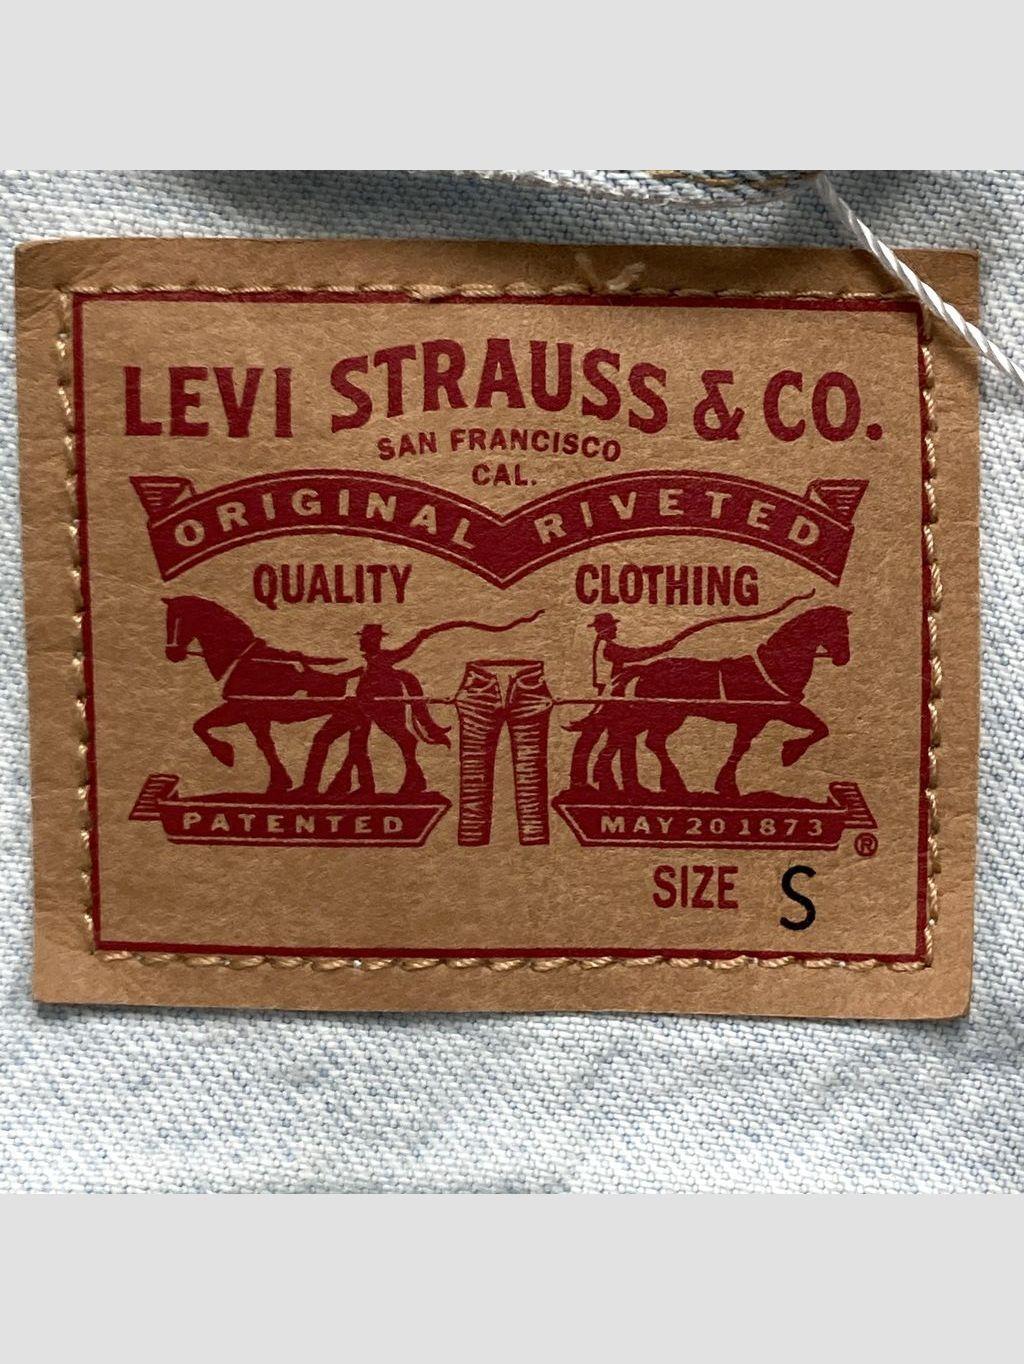 LEVI STRAUSS & CO.
SAN FRANCISCO
CAL.
ORIGINAL RIVETED
QUALITY CLOTHING
PATENTED MAY 20 1873
®
SIZE S